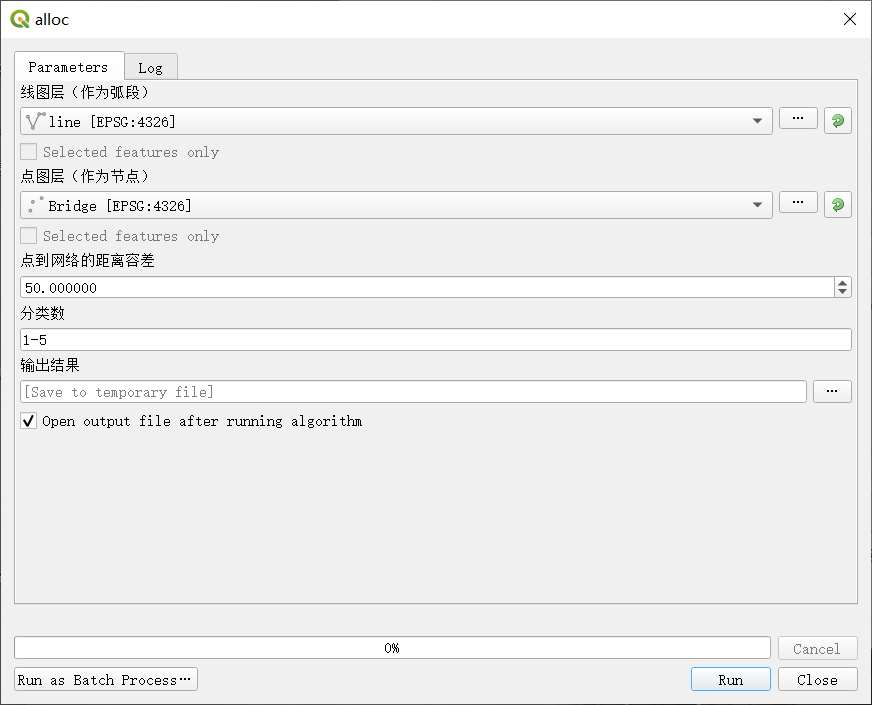 alloc
Parameters
Log
线图层（作为弧段）
line [EPSG:4326]
...
Selected features only
点图层（作为节点）
Bridge [EPSG:4326]
...
Selected features only
点到网络的距离容差
50.000000
分类数
1-5
输出结果
[Save to temporary file]
...
Open output file after running algorithm
0%
Cancel
Run as Batch Process…
Run
Close